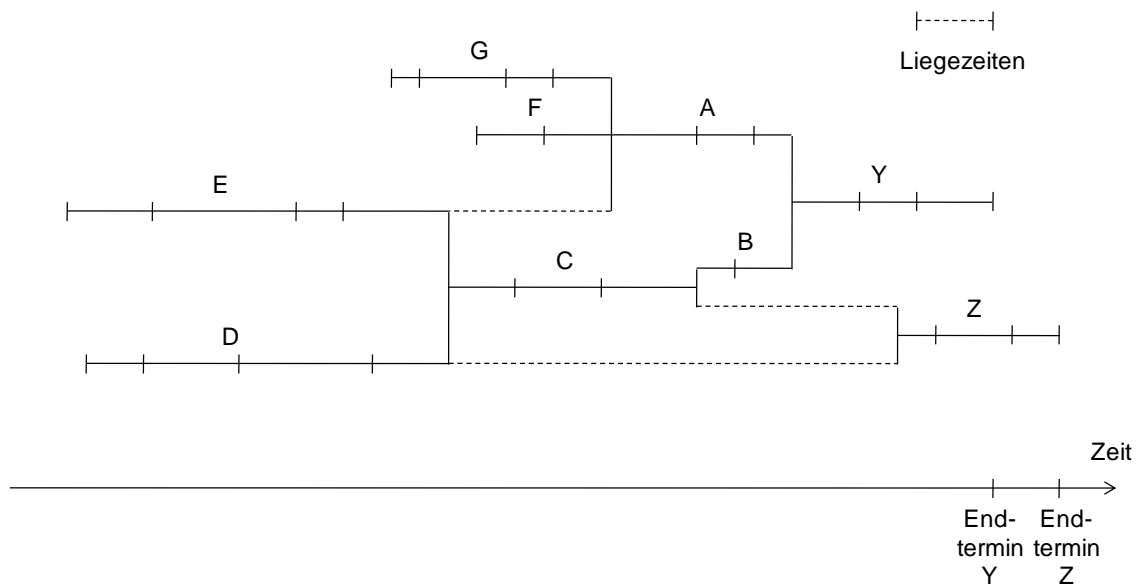 G
Liegezeiten
F
A
E
Y
B
C
Z
D
Zeit
End-
termin
Y
End-
termin
Z